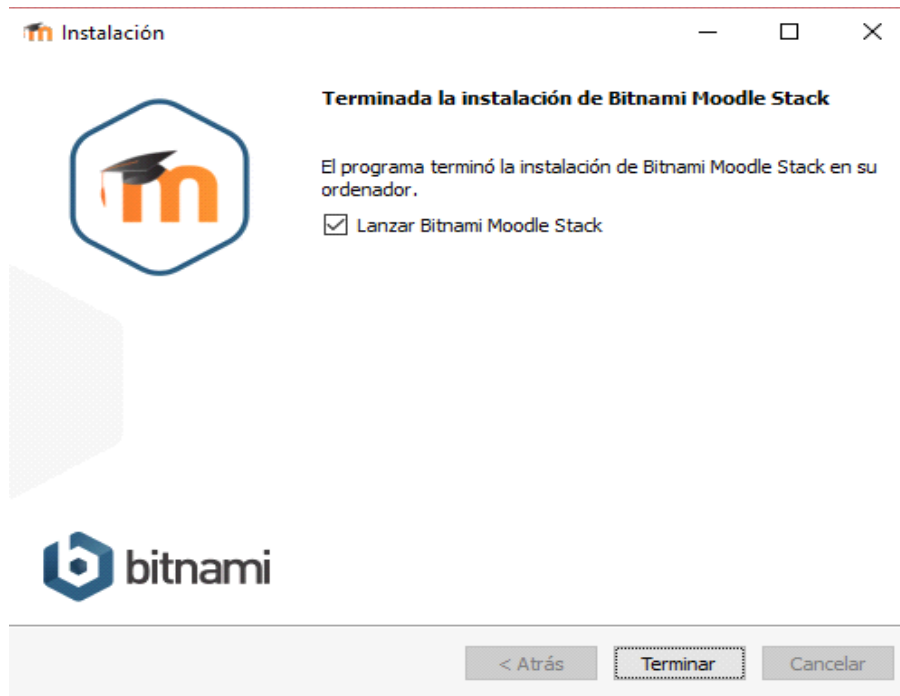 Instalación
Terminada la instalación de Bitnami Moodle Stack
El programa terminó la instalación de Bitnami Moodle Stack en su
ordenador.
Lanzar Bitnami Moodle Stack
bitnami
< Atrás
Terminar
Cancelar